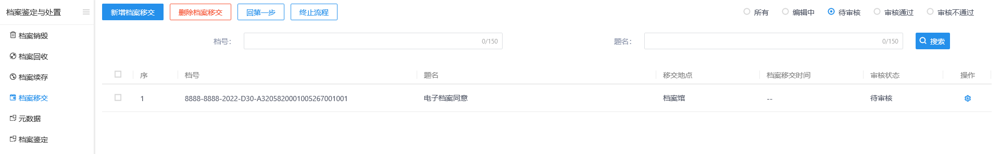 档案鉴定与处置
档案销毁
档案回收
档案续存
档案移交
元数据
档案鉴定
新增档案移交 删除档案移交 回第一步 终止流程 所有 编辑中 待审核 审核通过 审核不通过
档号: 0/150 题名: 0/150 搜索
序 档号 题名 移交地点 档案移交时间 审核状态 操作
1 8888-8888-2022-D30-A3205820001005267001001 电子档案同意 档案馆 -- 待审核